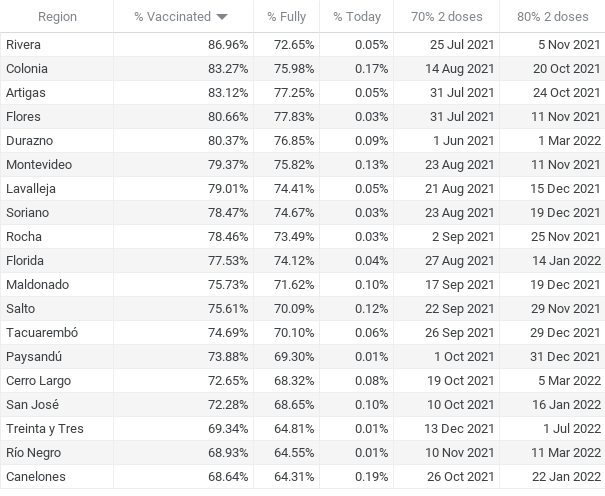 Region % Vaccinated % Fully % Today 70% 2 doses 80% 2 doses
Rivera 86.96% 72.65% 0.05% 25 Jul 2021 5 Nov 2021
Colonia 83.27% 75.98% 0.17% 14 Aug 2021 20 Oct 2021
Artigas 83.12% 77.25% 0.05% 31 Jul 2021 24 Oct 2021
Flores 80.66% 77.83% 0.03% 31 Jul 2021 11 Nov 2021
Durazno 80.37% 76.85% 0.09% 1 Jun 2021 1 Mar 2022
Montevideo 79.37% 75.82% 0.13% 23 Aug 2021 11 Nov 2021
Lavalleja 79.01% 74.41% 0.05% 21 Aug 2021 15 Dec 2021
Soriano 78.47% 74.67% 0.03% 23 Aug 2021 19 Dec 2021
Rocha 78.46% 73.49% 0.03% 2 Sep 2021 25 Nov 2021
Florida 77.53% 74.12% 0.04% 27 Aug 2021 14 Jan 2022
Maldonado 75.73% 71.62% 0.10% 17 Sep 2021 19 Dec 2021
Salto 75.61% 70.09% 0.12% 22 Sep 2021 29 Nov 2021
Tacuarembó 74.69% 70.10% 0.06% 26 Sep 2021 29 Dec 2021
Paysandú 73.88% 69.30% 0.01% 1 Oct 2021 31 Dec 2021
Cerro Largo 72.65% 68.32% 0.08% 19 Oct 2021 5 Mar 2022
San José 72.28% 68.65% 0.10% 10 Oct 2021 16 Jan 2022
Treinta y Tres 69.34% 64.81% 0.01% 13 Dec 2021 1 Jul 2022
Río Negro 68.93% 64.55% 0.01% 10 Nov 2021 11 Mar 2022
Canelones 68.64% 64.31% 0.19% 26 Oct 2021 22 Jan 2022